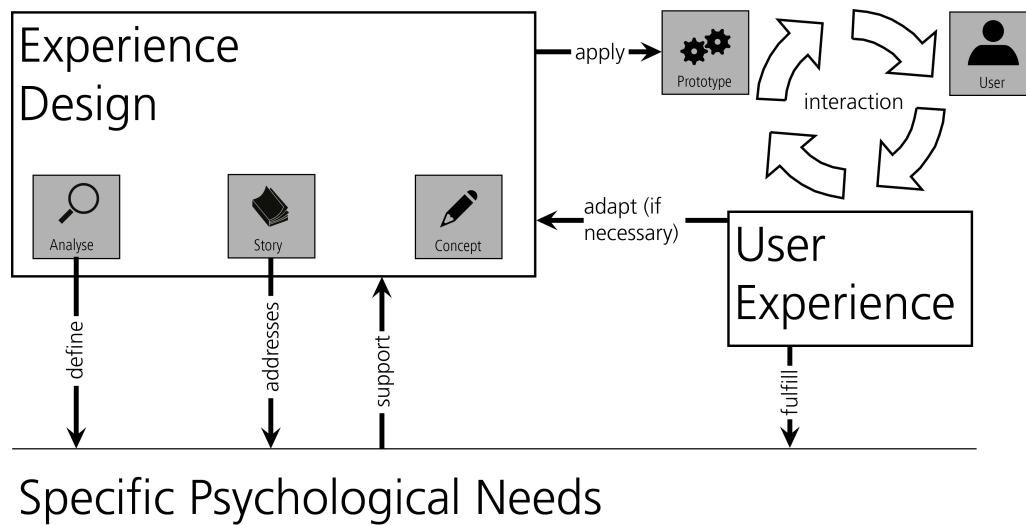 Experience
Design
apply
Prototype
interaction
User
Analyse
Story
Concept
adapt (if
necessary)
User
Experience
define
addresses
support
fulfill
Specific Psychological Needs